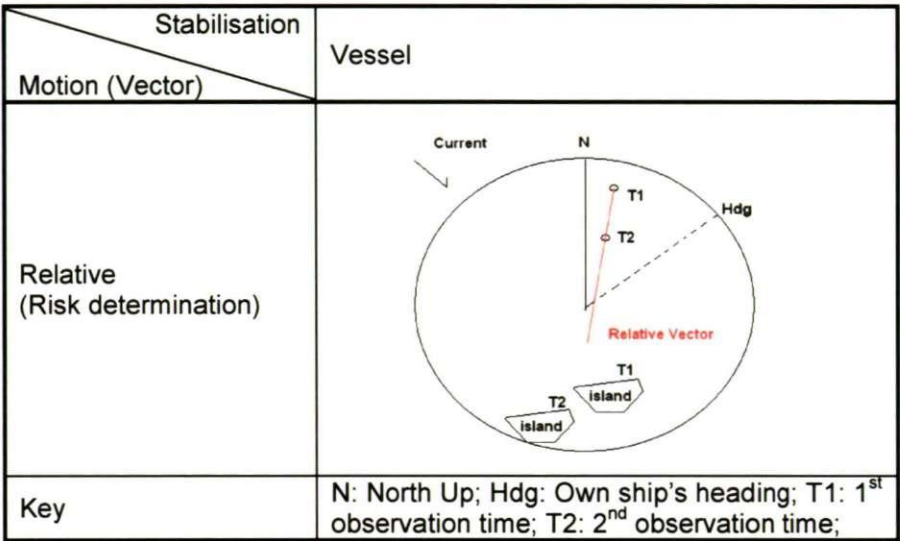 Stabilisation
Motion (Vector)
Vessel
Relative
(Risk determination)
Current
N
T1
Hdg
T2
Relative Vector
T1
island
T2
island
Key
N: North Up; Hdg: Own ship's heading; T1: 1st
observation time; T2: 2nd observation time;